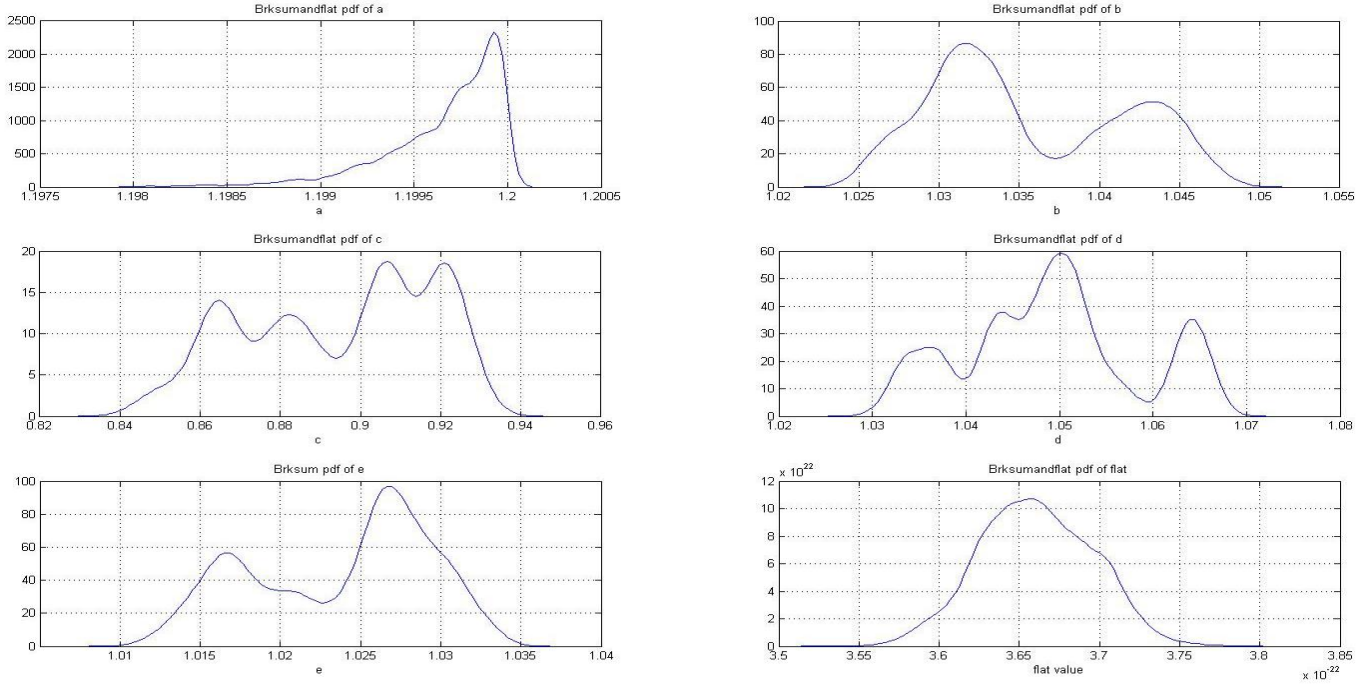 Brksumandflat pdf of a
2500
2000
1500
1000
500
0
1.1975 1.198 1.1985 1.199 1.1995 1.2 1.2005
a
Brksumandflat pdf of b
100
80
60
40
20
0
1.02 1.025 1.03 1.035 1.04 1.045 1.05 1.055
b
Brksumandflat pdf of c
20
15
10
5
0
0.82 0.84 0.86 0.88 0.9 0.92 0.94 0.96
c
Brksumandflat pdf of d
60
50
40
30
20
10
0
1.02 1.03 1.04 1.05 1.06 1.07 1.08
d
Brksum pdf of e
100
80
60
40
20
0
1.01 1.015 1.02 1.025 1.03 1.035 1.04
e
x 10^22
Brksumandflat pdf of flat
12
10
8
6
4
2
0
3.5 3.55 3.6 3.65 3.7 3.75 3.8 3.85
flat value
x 10^-22